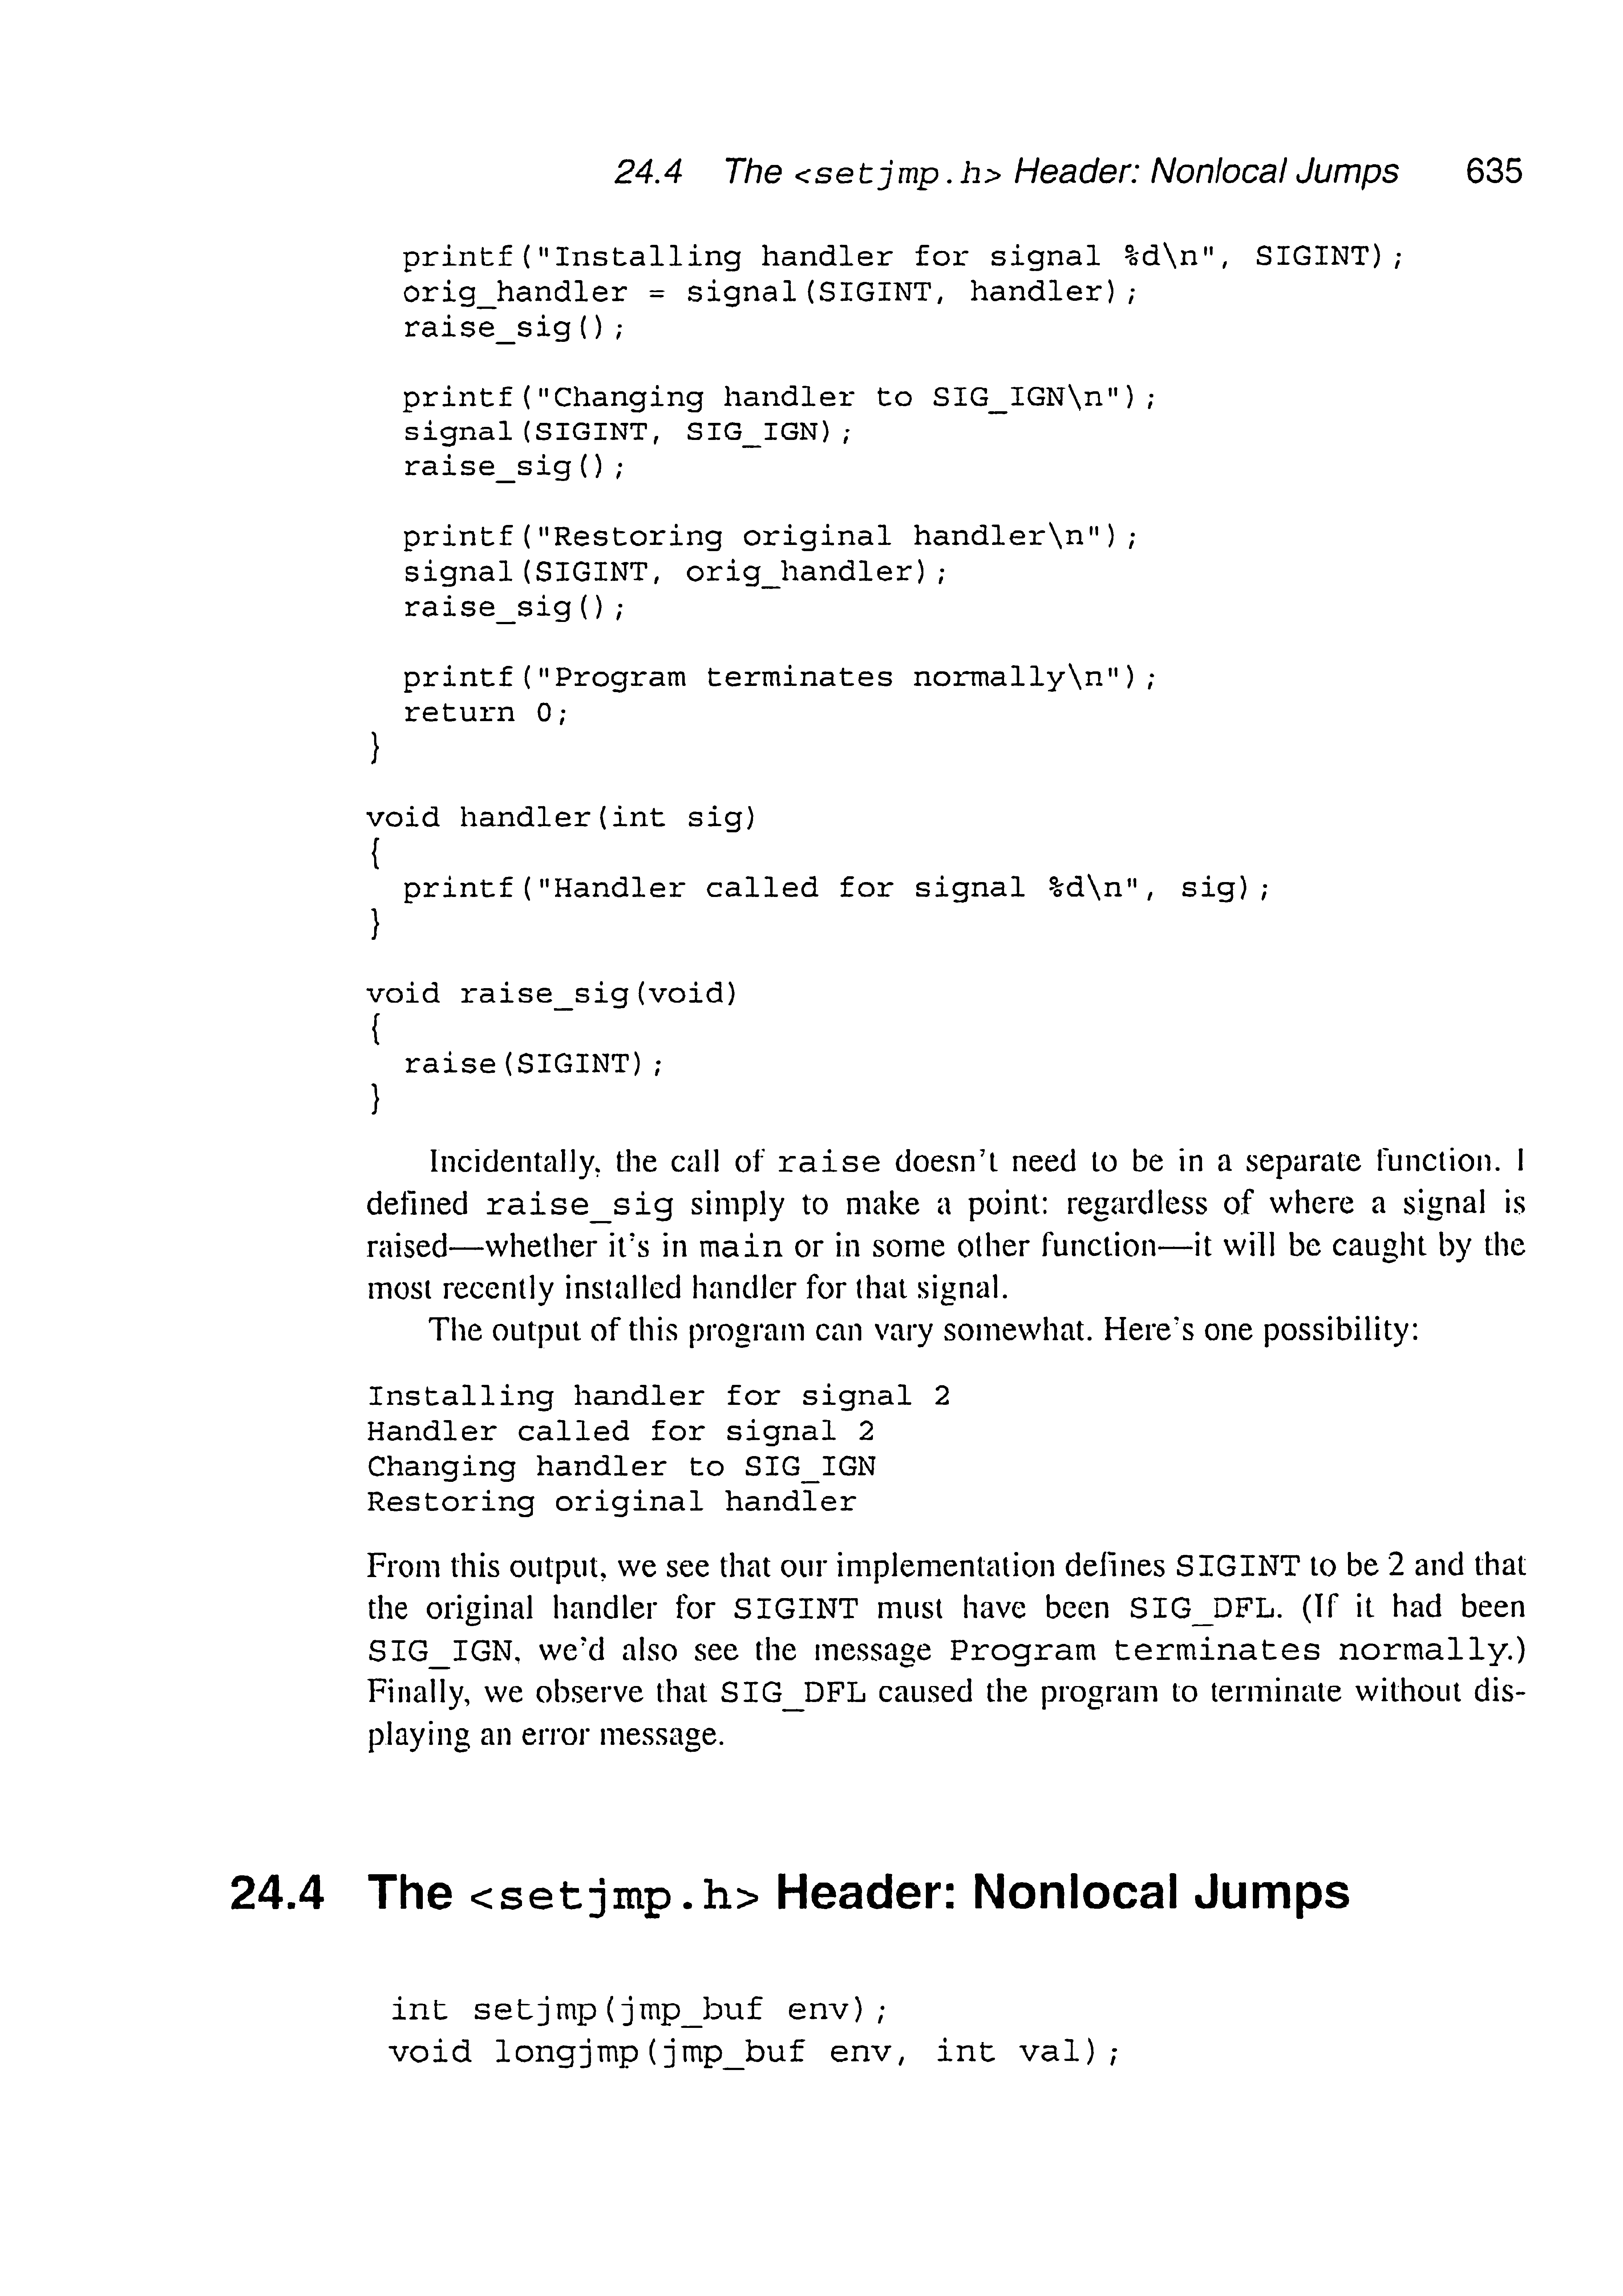 24.4 The <setjmp.h> Header: Nonlocal Jumps 635
printf("Installing handler for signal %d\n", SIGINT);
orig_handler = signal(SIGINT, handler);
raise_sig();
printf("Changing handler to SIG_IGN\n");
signal(SIGINT, SIG_IGN);
raise_sig();
printf("Restoring original handler\n");
signal(SIGINT, orig_handler);
raise_sig();
printf("Program terminates normally\n");
return 0;
}
void handler(int sig)
{
printf("Handler called for signal %d\n", sig);
}
void raise_sig(void)
{
raise(SIGINT);
}
Incidentally, the call of raise doesn't need to be in a separate function. I
defined raise_sig simply to make a point: regardless of where a signal is
raised—whether it's in main or in some other function—it will be caught by the
most recently installed handler for that signal.
The output of this program can vary somewhat. Here's one possibility:
Installing handler for signal 2
Handler called for signal 2
Changing handler to SIG_IGN
Restoring original handler
From this output, we see that our implementation defines SIGINT to be 2 and that
the original handler for SIGINT must have been SIG_DFL. (If it had been
SIG_IGN, we'd also see the message Program terminates normally.)
Finally, we observe that SIG_DFL caused the program to terminate without dis-
playing an error message.
24.4 The <setjmp.h> Header: Nonlocal Jumps
int setjmp(jmp_buf env);
void longjmp(jmp_buf env, int val);